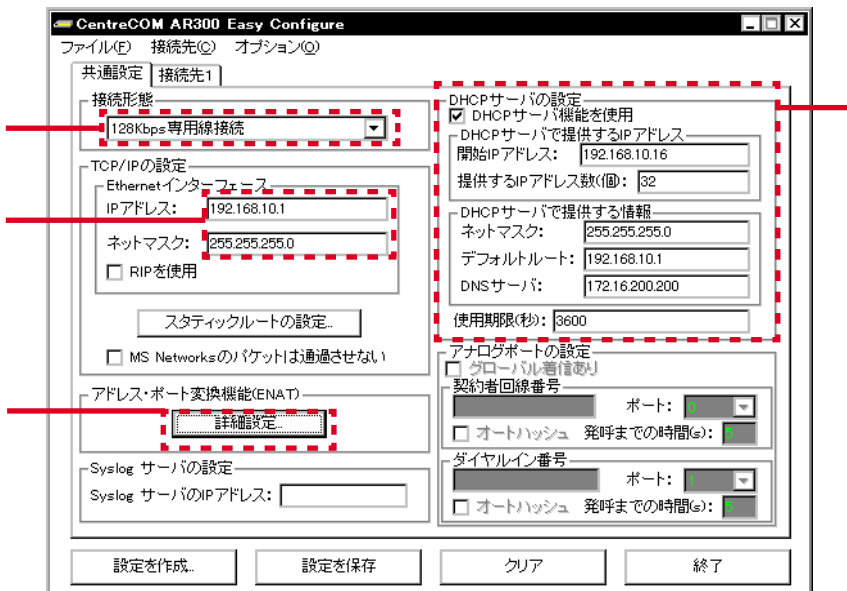 CentreCOM AR300 Easy Configure
ファイル(F) 接続先(C) オプション(O)
共通設定 接続先1
接続形態
128Kbps専用線接続
TCP/IPの設定
Ethernetインターフェース
IPアドレス: 192.168.10.1
ネットマスク: 255.255.255.0
RIPを使用
スタティックルートの設定...
MS Networksのパケットは通過させない
アドレス・ポート変換機能(ENAT)
詳細設定...
Syslog サーバの設定
Syslog サーバのIPアドレス:
DHCPサーバの設定
DHCPサーバ機能を使用
DHCPサーバで提供するIPアドレス
開始IPアドレス: 192.168.10.16
提供するIPアドレス数(個): 32
DHCPサーバで提供する情報
ネットマスク: 255.255.255.0
デフォルトルート: 192.168.10.1
DNSサーバ: 172.16.200.200
使用期限(秒): 3600
アナログポートの設定
グローバル着信あり
契約者回線番号
ポート: 0
オートハッシュ 発呼までの時間(s): 5
ダイヤルイン番号
ポート: 1
オートハッシュ 発呼までの時間(s): 5
設定を作成... 設定を保存 クリア 終了